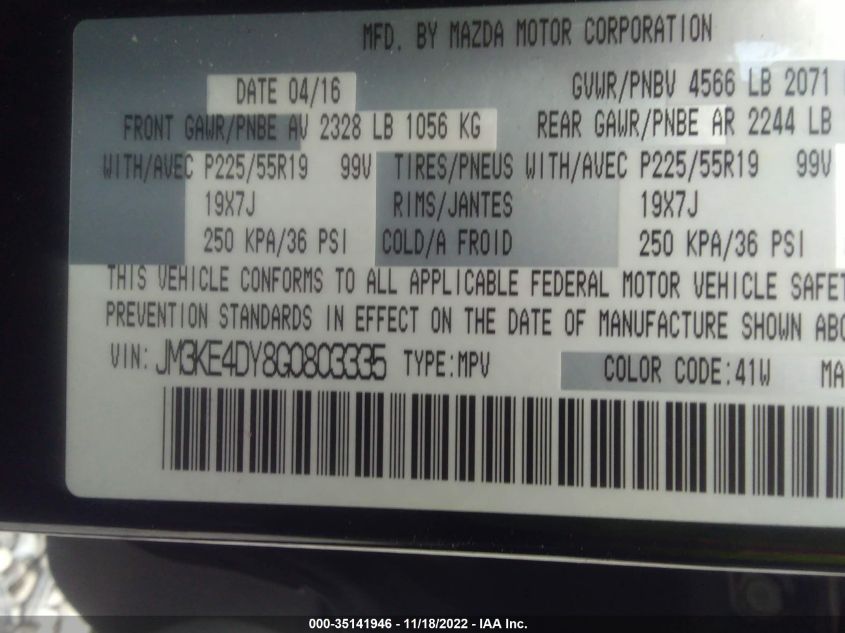 MFD. BY MAZDA MOTOR CORPORATION
DATE 04/16 GVWR/PNBV 4566 LB 2071
FRONT GAWR/PNBE AV 2328 LB 1056 KG REAR GAWR/PNBE AR 2244 LB
WITH/AVEC P225/55R19 99V TIRES/PNEUS WITH/AVEC P225/55R19 99V
19X7J RIMS/JANTES 19X7J
250 KPA/36 PSI COLD/A FROID 250 KPA/36 PSI
THIS VEHICLE CONFORMS TO ALL APPLICABLE FEDERAL MOTOR VEHICLE SAFET
PREVENTION STANDARDS IN EFFECT ON THE DATE OF MANUFACTURE SHOWN ABO
VIN: JM3KE4DY8G0803335 TYPE:MPV COLOR CODE:41W MA
000-35141946 - 11/18/2022 - IAA Inc.